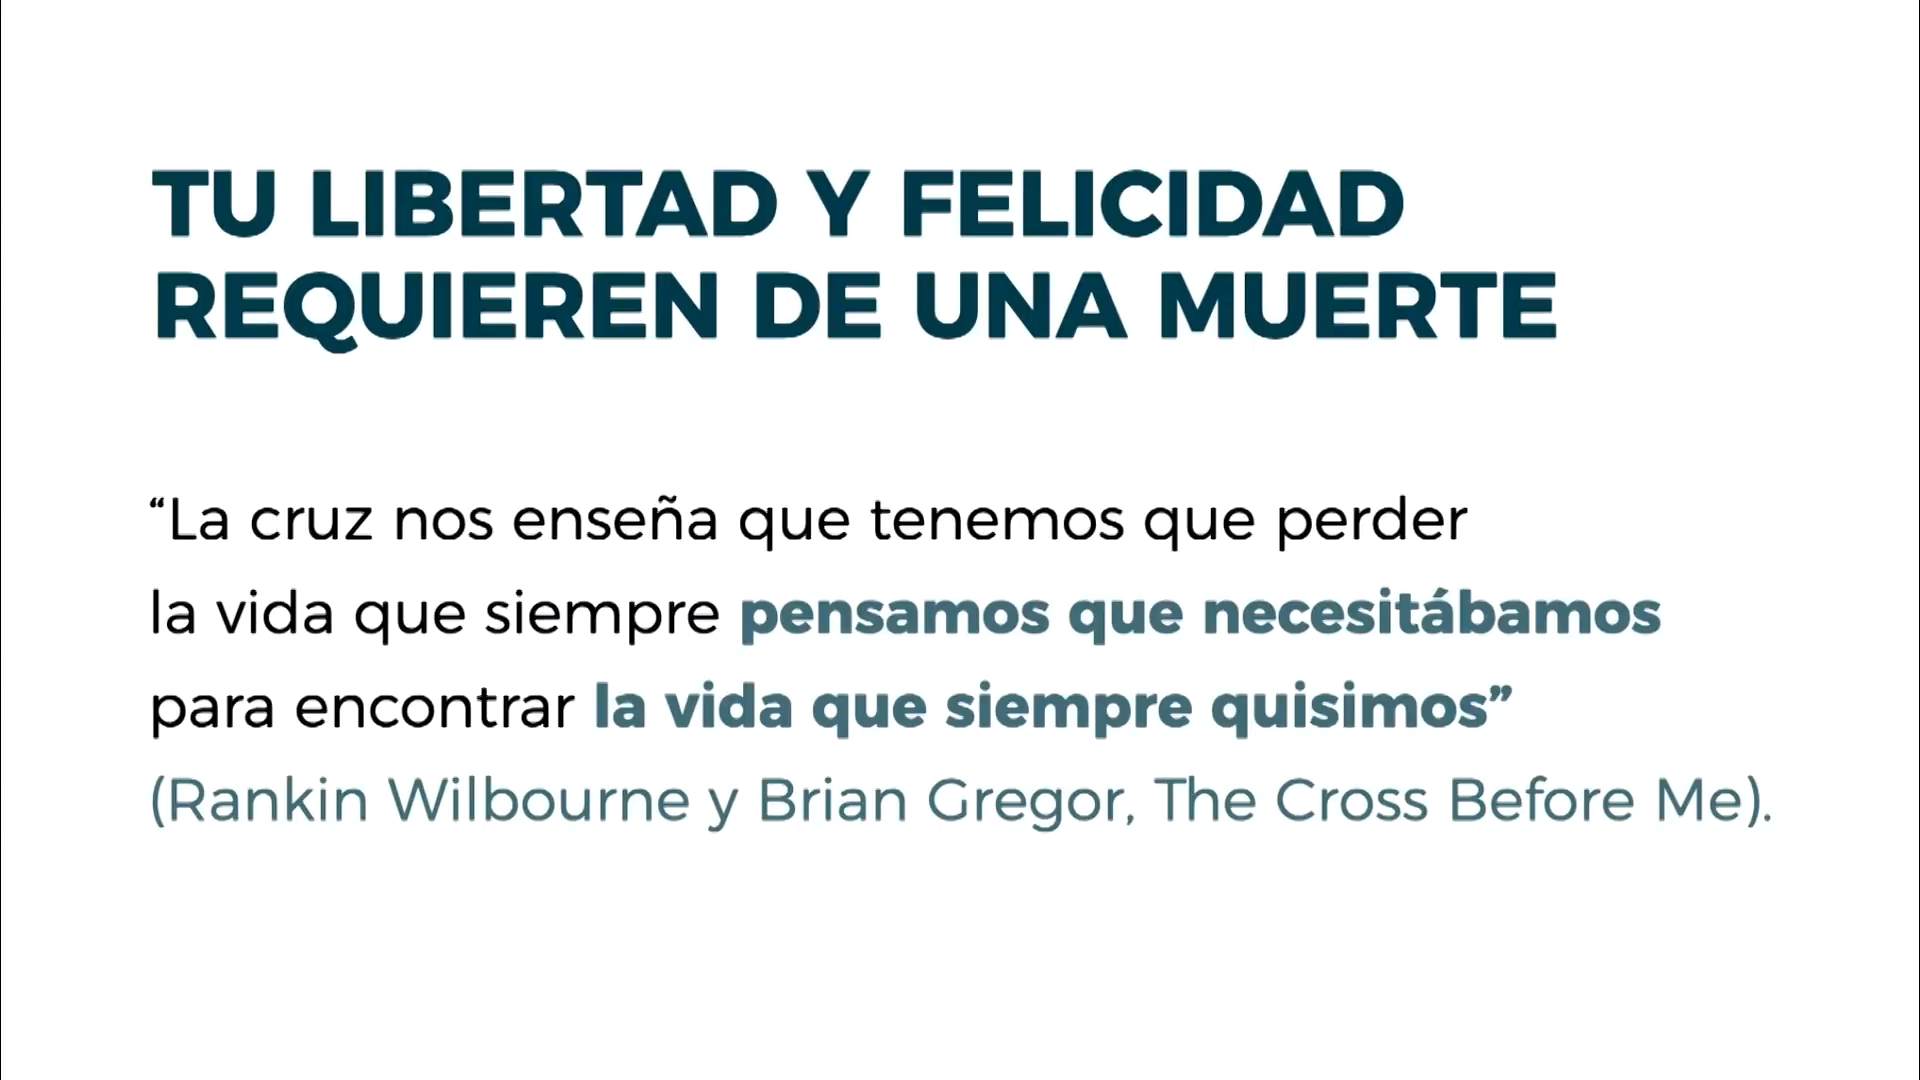 TU LIBERTAD Y FELICIDAD
REQUIEREN DE UNA MUERTE
“La cruz nos enseña que tenemos que perder
la vida que siempre pensamos que necesitábamos
para encontrar la vida que siempre quisimos”
(Rankin Wilbourne y Brian Gregor, The Cross Before Me).